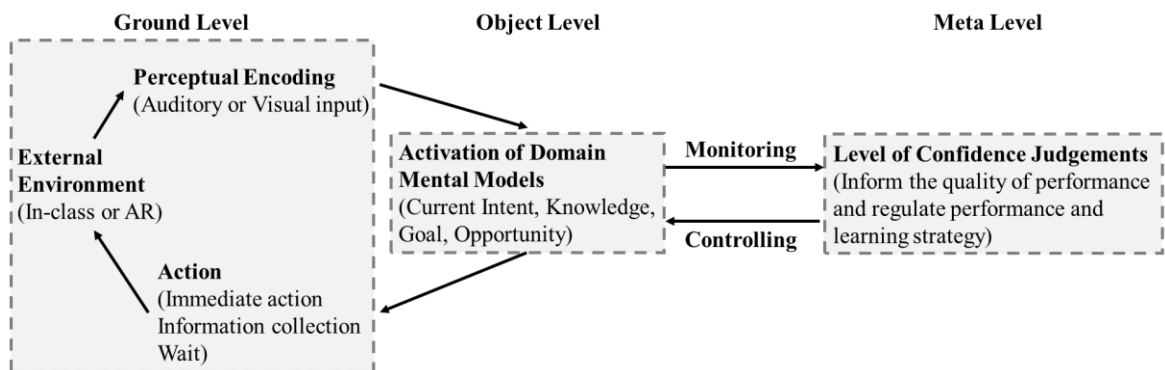 Ground Level
Object Level
Meta Level
Perceptual Encoding
(Auditory or Visual input)
External
Environment
(In-class or AR)
Action
(Immediate action
Information collection
Wait)
Activation of Domain
Mental Models
(Current Intent, Knowledge,
Goal, Opportunity)
Monitoring
Controlling
Level of Confidence Judgements
(Inform the quality of performance
and regulate performance and
learning strategy)